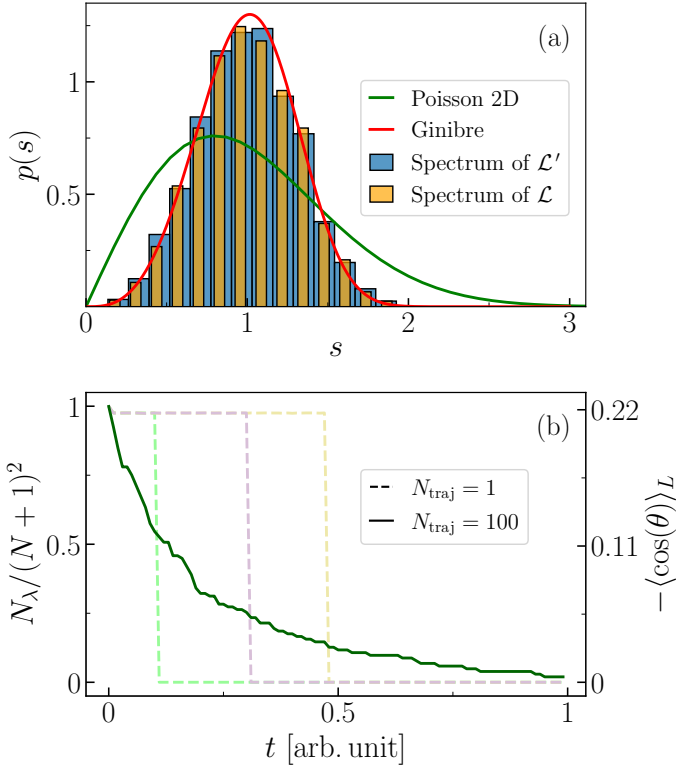 (a)
1
0.5
p(s)
Poisson 2D
Ginibre
Spectrum of 𝓛′
Spectrum of 𝓛
0 1 2 3
s
(b)
1
0.5
0
N_λ/(N + 1)²
N_traj = 1
N_traj = 100
0.22
0.11
0
−⟨cos(θ)⟩_L
0 0.5 1
t [arb. unit]